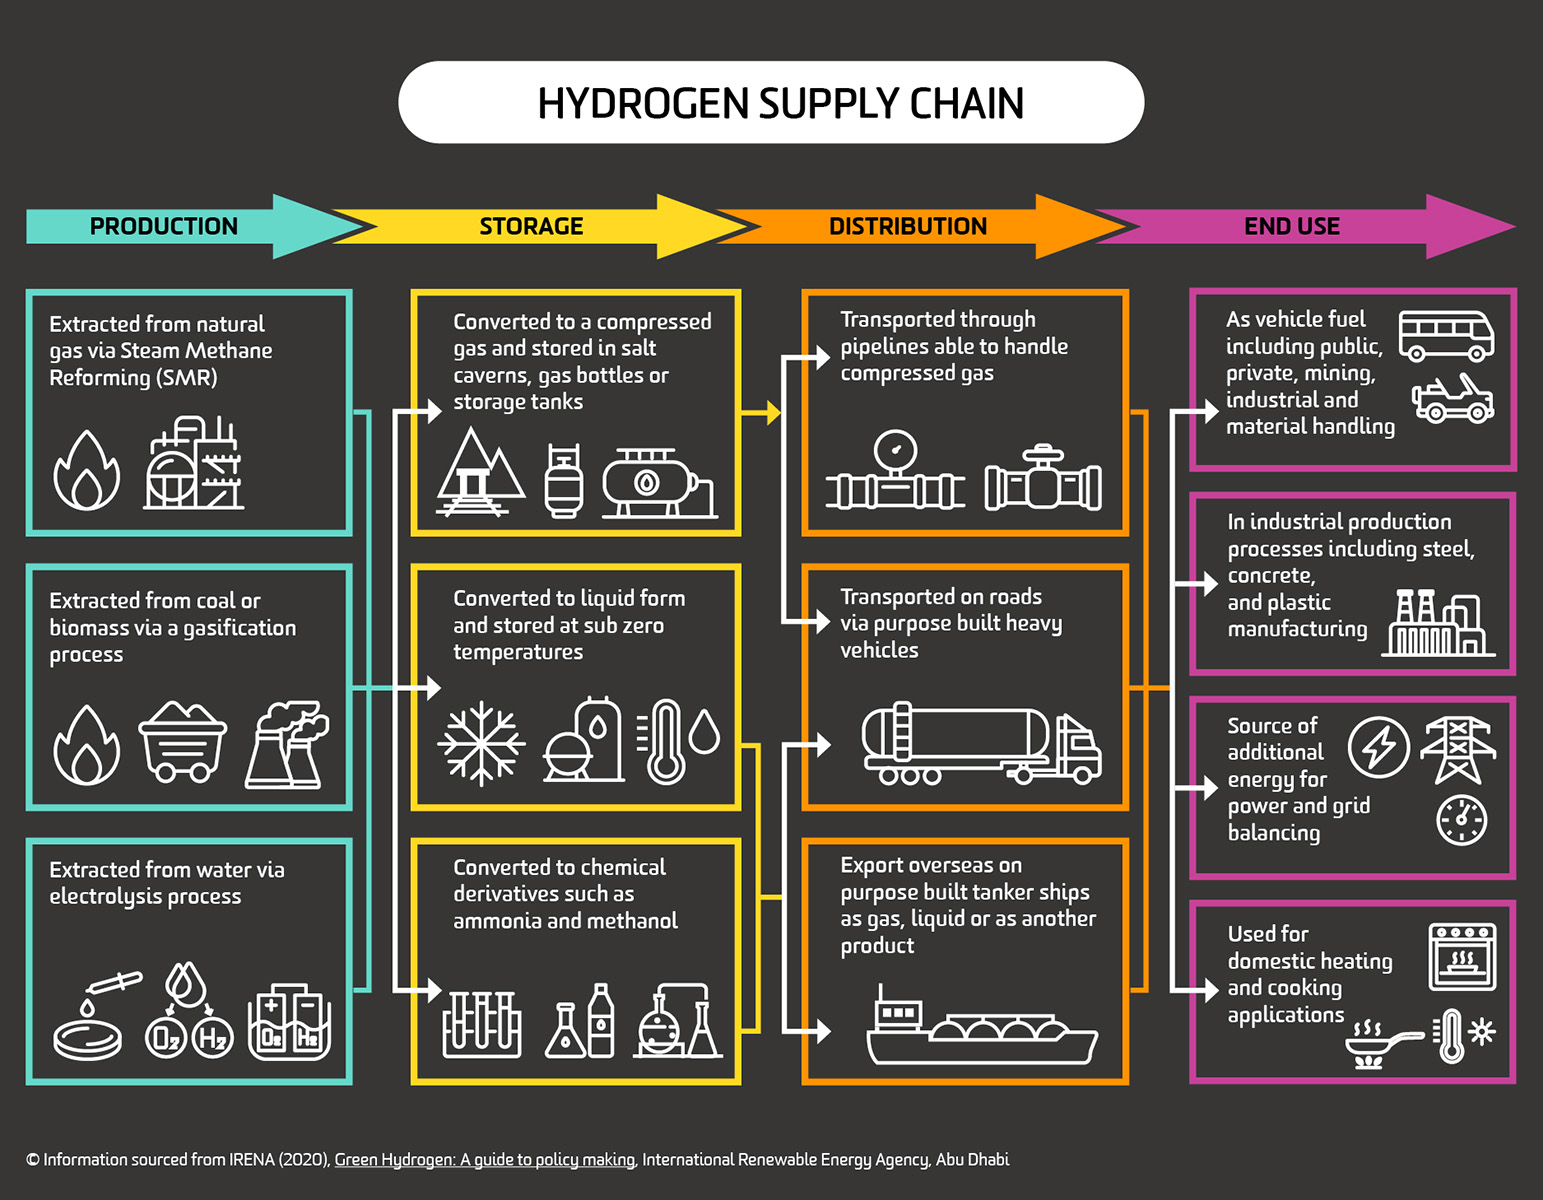 HYDROGEN SUPPLY CHAIN
PRODUCTION
STORAGE
DISTRIBUTION
END USE
Extracted from natural
gas via Steam Methane
Reforming (SMR)
Extracted from coal or
biomass via a gasification
process
Extracted from water via
electrolysis process
O2
H2
+
−
O2
H2
Converted to a compressed
gas and stored in salt
caverns, gas bottles or
storage tanks
Converted to liquid form
and stored at sub zero
temperatures
Converted to chemical
derivatives such as
ammonia and methanol
Transported through
pipelines able to handle
compressed gas
Transported on roads
via purpose built heavy
vehicles
Export overseas on
purpose built tanker ships
as gas, liquid or as another
product
As vehicle fuel
including public,
private, mining,
industrial and
material handling
In industrial production
processes including steel,
concrete,
and plastic
manufacturing
Source of
additional
energy for
power and grid
balancing
Used for
domestic heating
and cooking
applications
© Information sourced from IRENA (2020), Green Hydrogen: A guide to policy making, International Renewable Energy Agency, Abu Dhabi